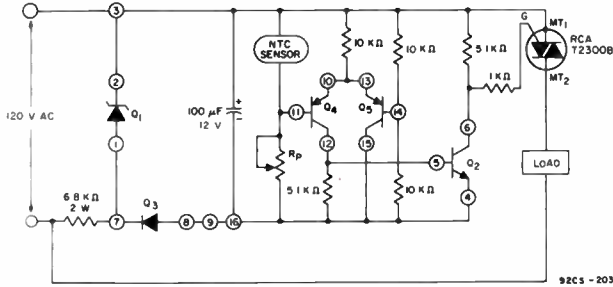 3
G
MT1
RCA
T2300B
MT2
NTC
SENSOR
10 KΩ
10 KΩ
5.1 KΩ
1 KΩ
2
10
13
120 V AC
Q1
100 μF
12 V
+
11
Q4
Q5
14
6
1
12
15
5
Q2
LOAD
RP
5.1 KΩ
10 KΩ
4
6.8 KΩ
2 W
7
Q3
8
9
16
92CS-203